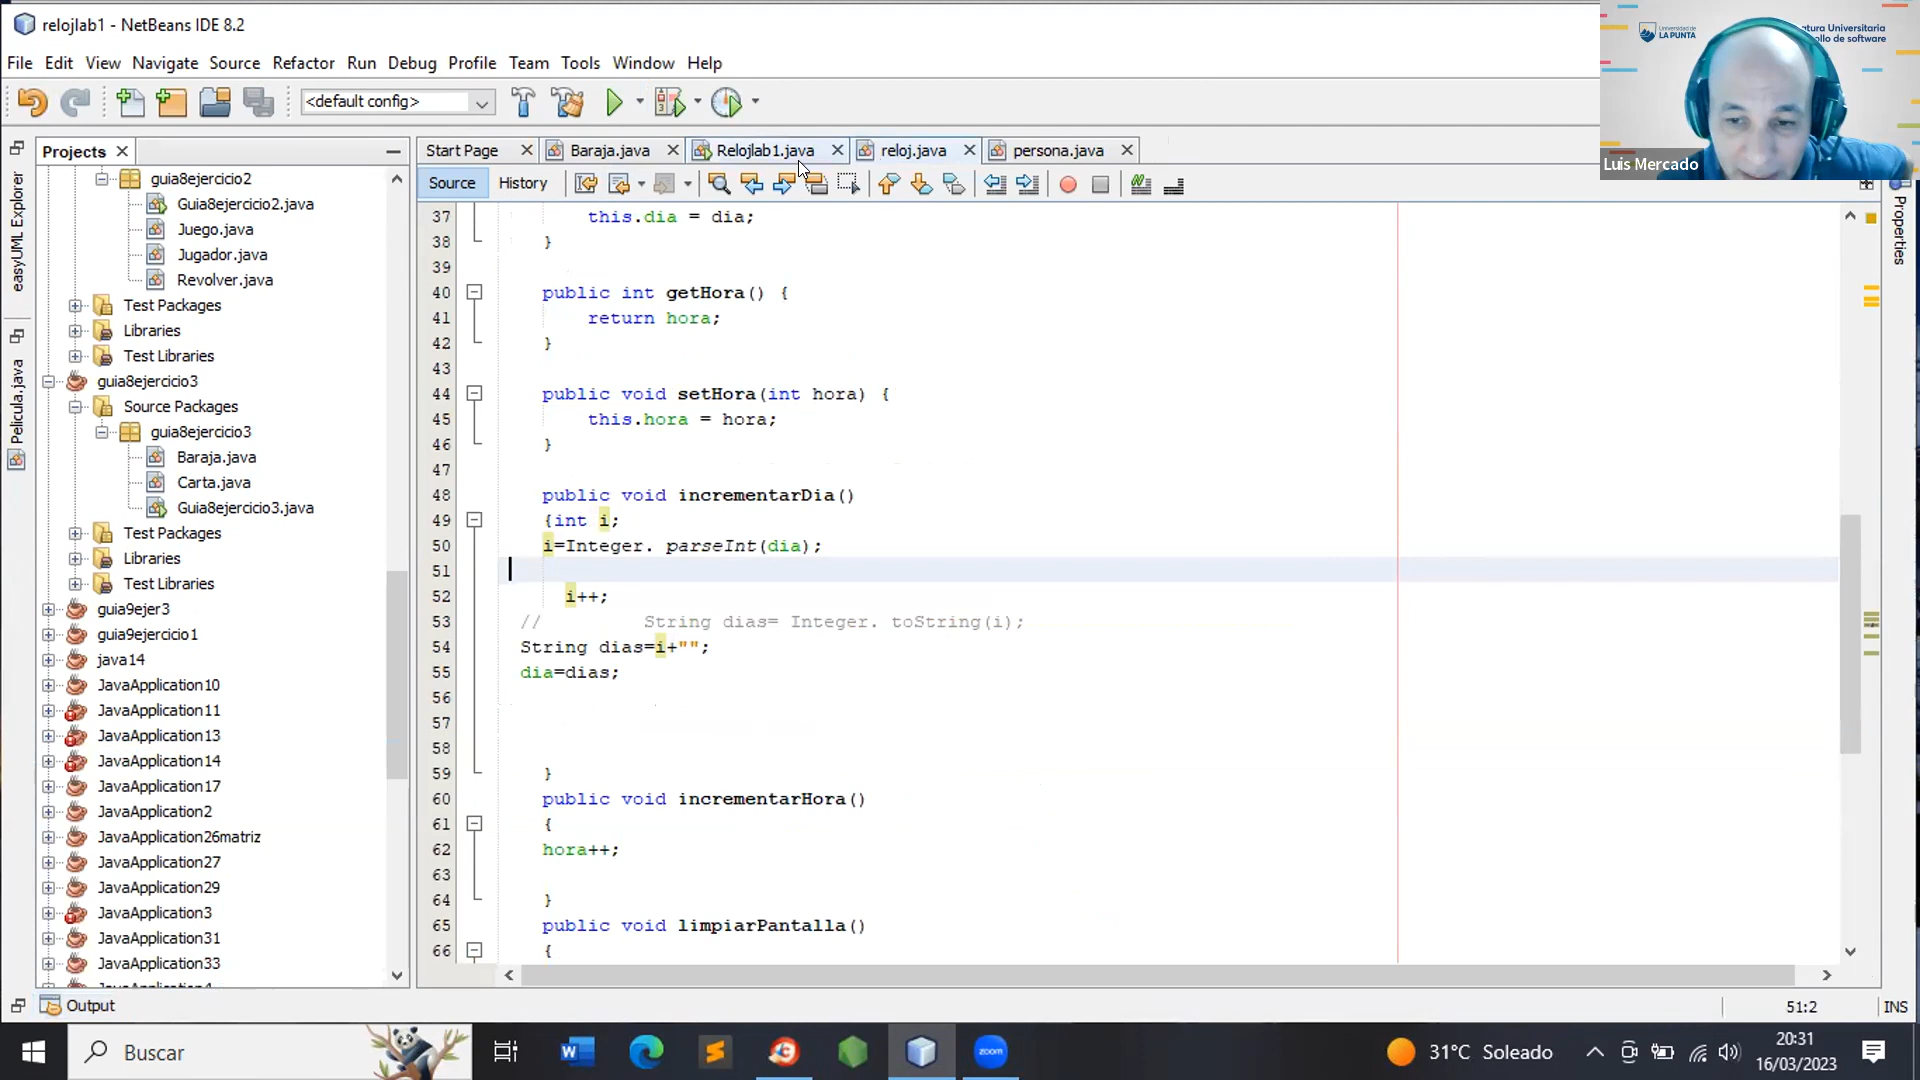 relojlab1 - NetBeans IDE 8.2
File Edit View Navigate Source Refactor Run Debug Profile Team Tools Window Help
<default config>
Universidad de
LA PUNTA
atura Universitaria
llo de software
Luis Mercado
Projects
Start Page
Baraja.java
Relojlab1.java
reloj.java
persona.java
Source
History
easyUML Explorer
Pelicula.java
Properties
guia8ejercicio2
Guia8ejercicio2.java
Juego.java
Jugador.java
Revolver.java
Test Packages
Libraries
Test Libraries
guia8ejercicio3
Source Packages
guia8ejercicio3
Baraja.java
Carta.java
Guia8ejercicio3.java
Test Packages
Libraries
Test Libraries
guia9ejer3
guia9ejercicio1
java14
JavaApplication10
JavaApplication11
JavaApplication13
JavaApplication14
JavaApplication17
JavaApplication2
JavaApplication26matriz
JavaApplication27
JavaApplication29
JavaApplication3
JavaApplication31
JavaApplication33
37 this.dia = dia;
38 }
39
40 public int getHora() {
41 return hora;
42 }
43
44 public void setHora(int hora) {
45 this.hora = hora;
46 }
47
48 public void incrementarDia()
49 {int i;
50 i=Integer. parseInt(dia);
51
52 i++;
53 // String dias= Integer. toString(i);
54 String dias=i+"";
55 dia=dias;
56
57
58
59 }
60 public void incrementarHora()
61 {
62 hora++;
63
64 }
65 public void limpiarPantalla()
66 {
Output
51:2
INS
Buscar
zoom
31°C Soleado
20:31
16/03/2023